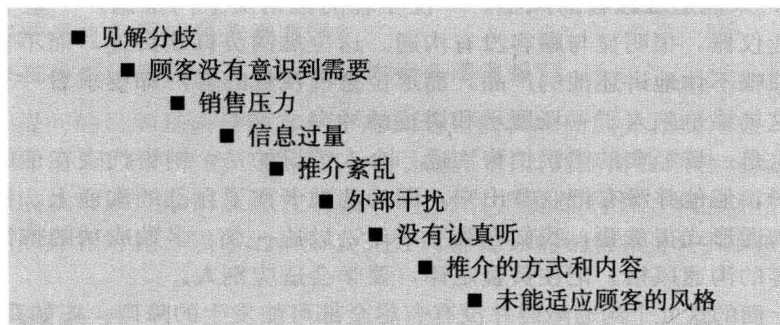 ■ 见解分歧
■ 顾客没有意识到需要
■ 销售压力
■ 信息过量
■ 推介紊乱
■ 外部干扰
■ 没有认真听
■ 推介的方式和内容
■ 未能适应顾客的风格